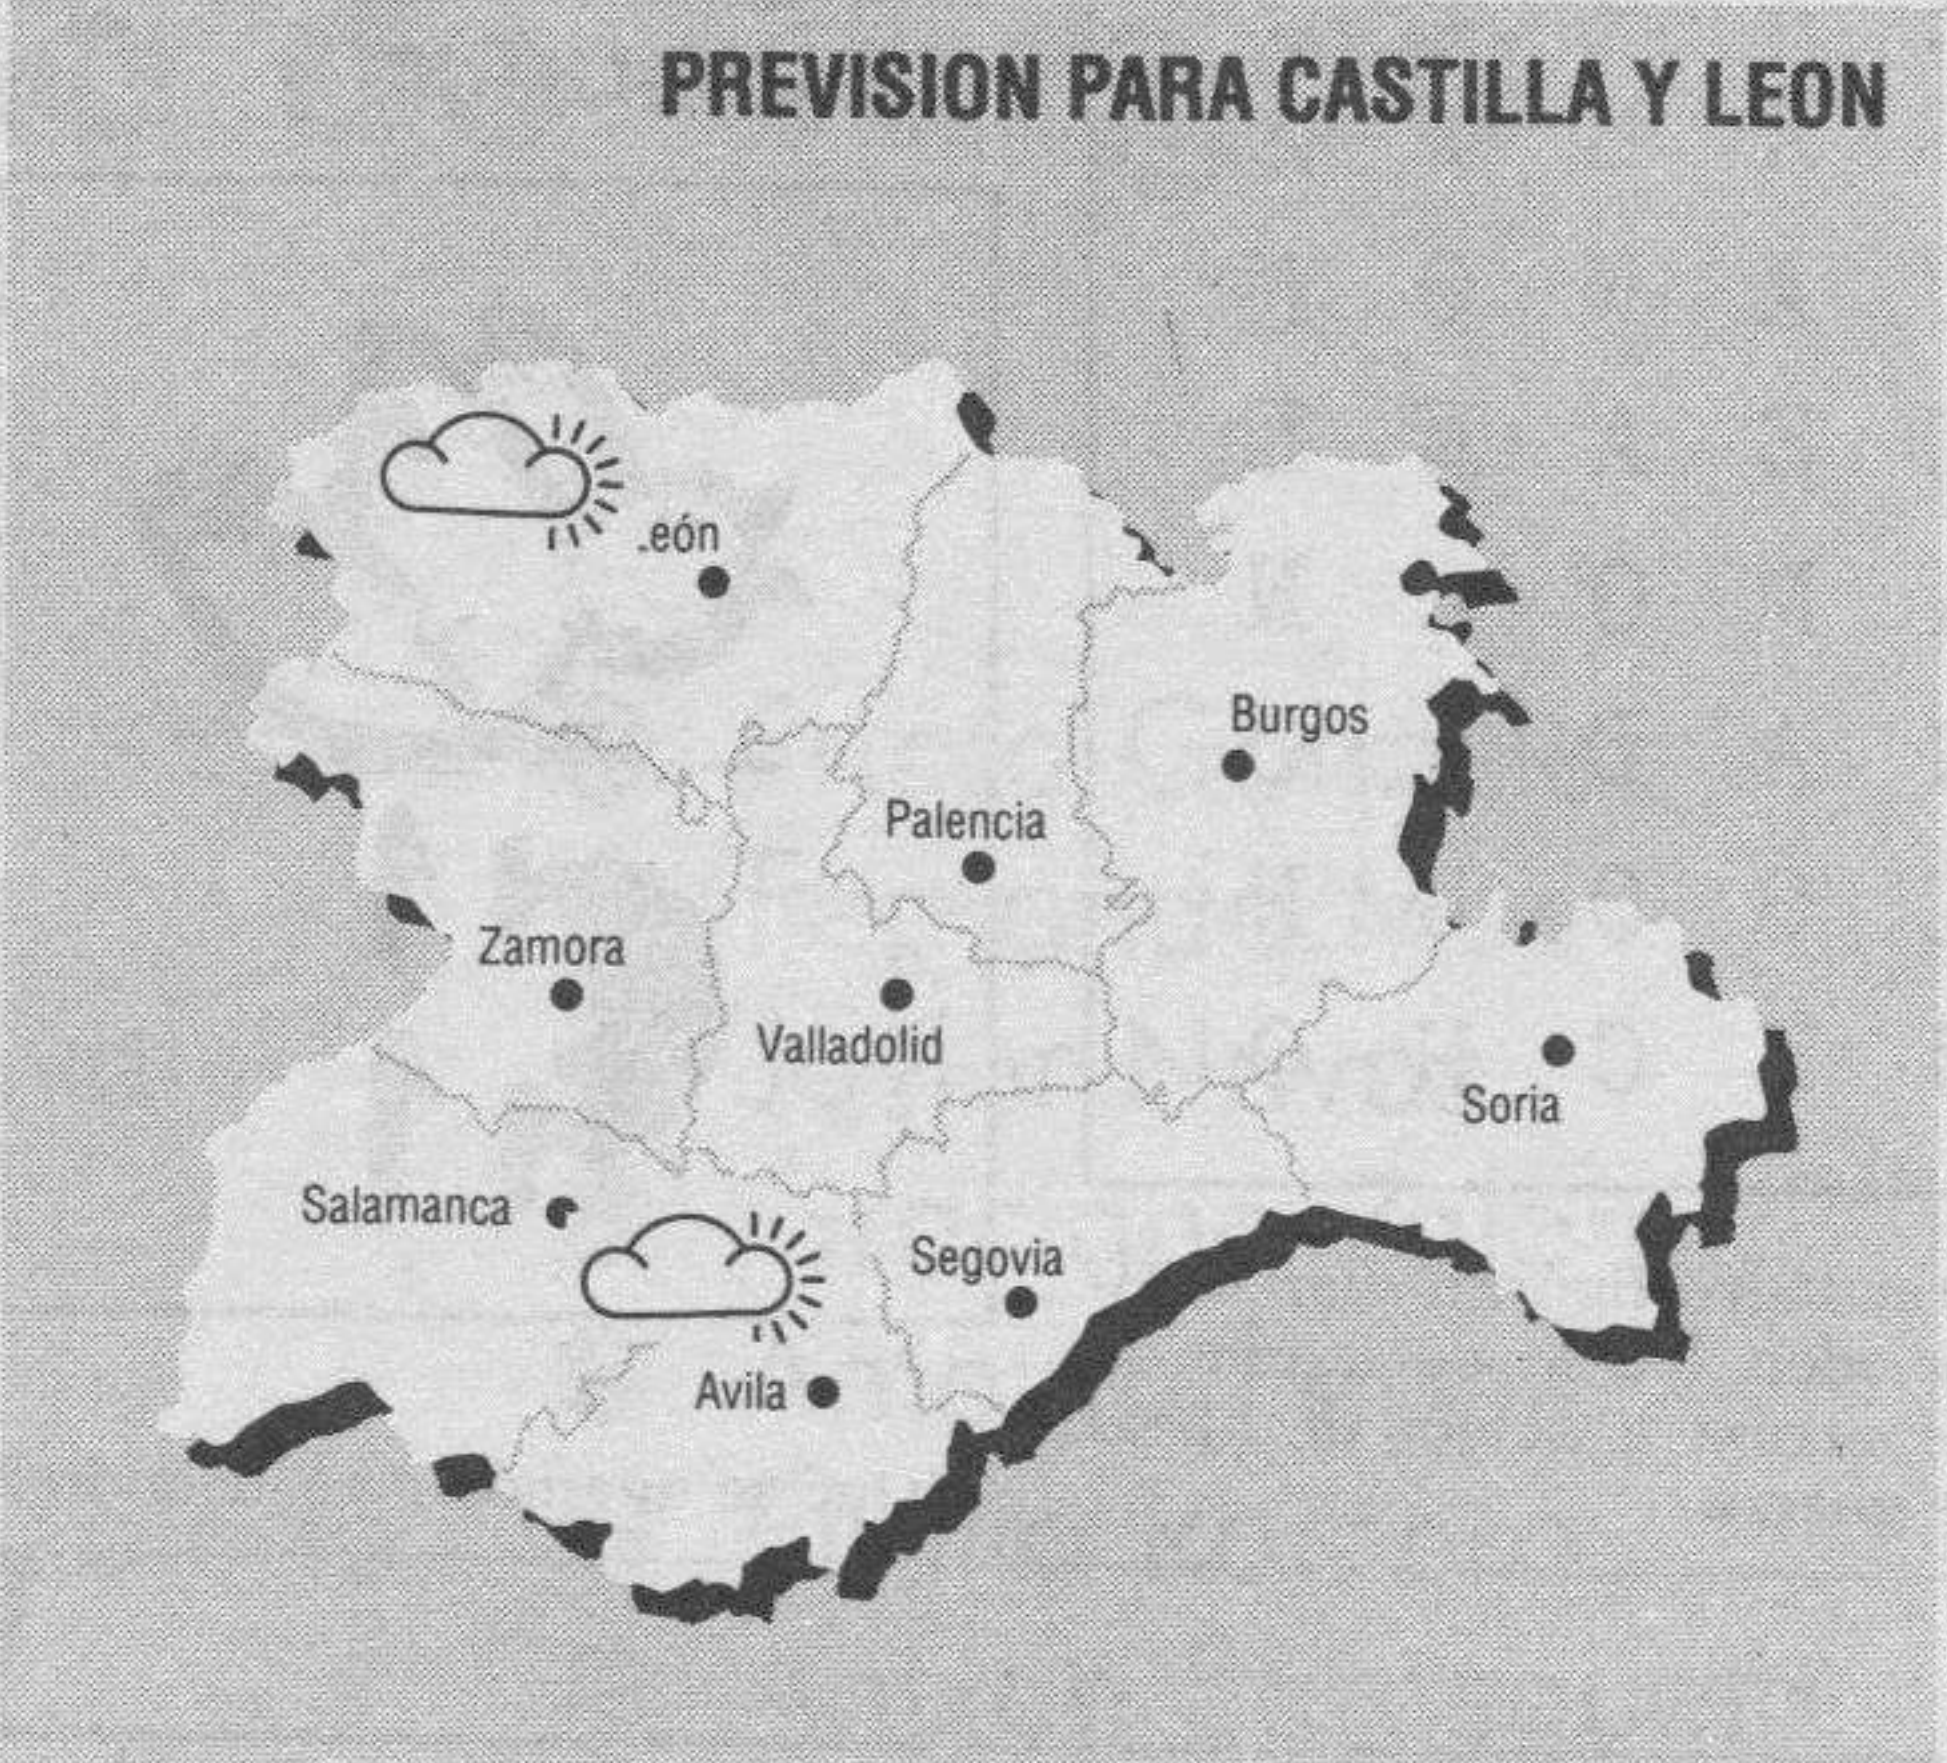 PREVISION PARA CASTILLA Y LEON
.eón
Burgos
Palencia
Zamora
Valladolid
Soria
Salamanca
Segovia
Avila